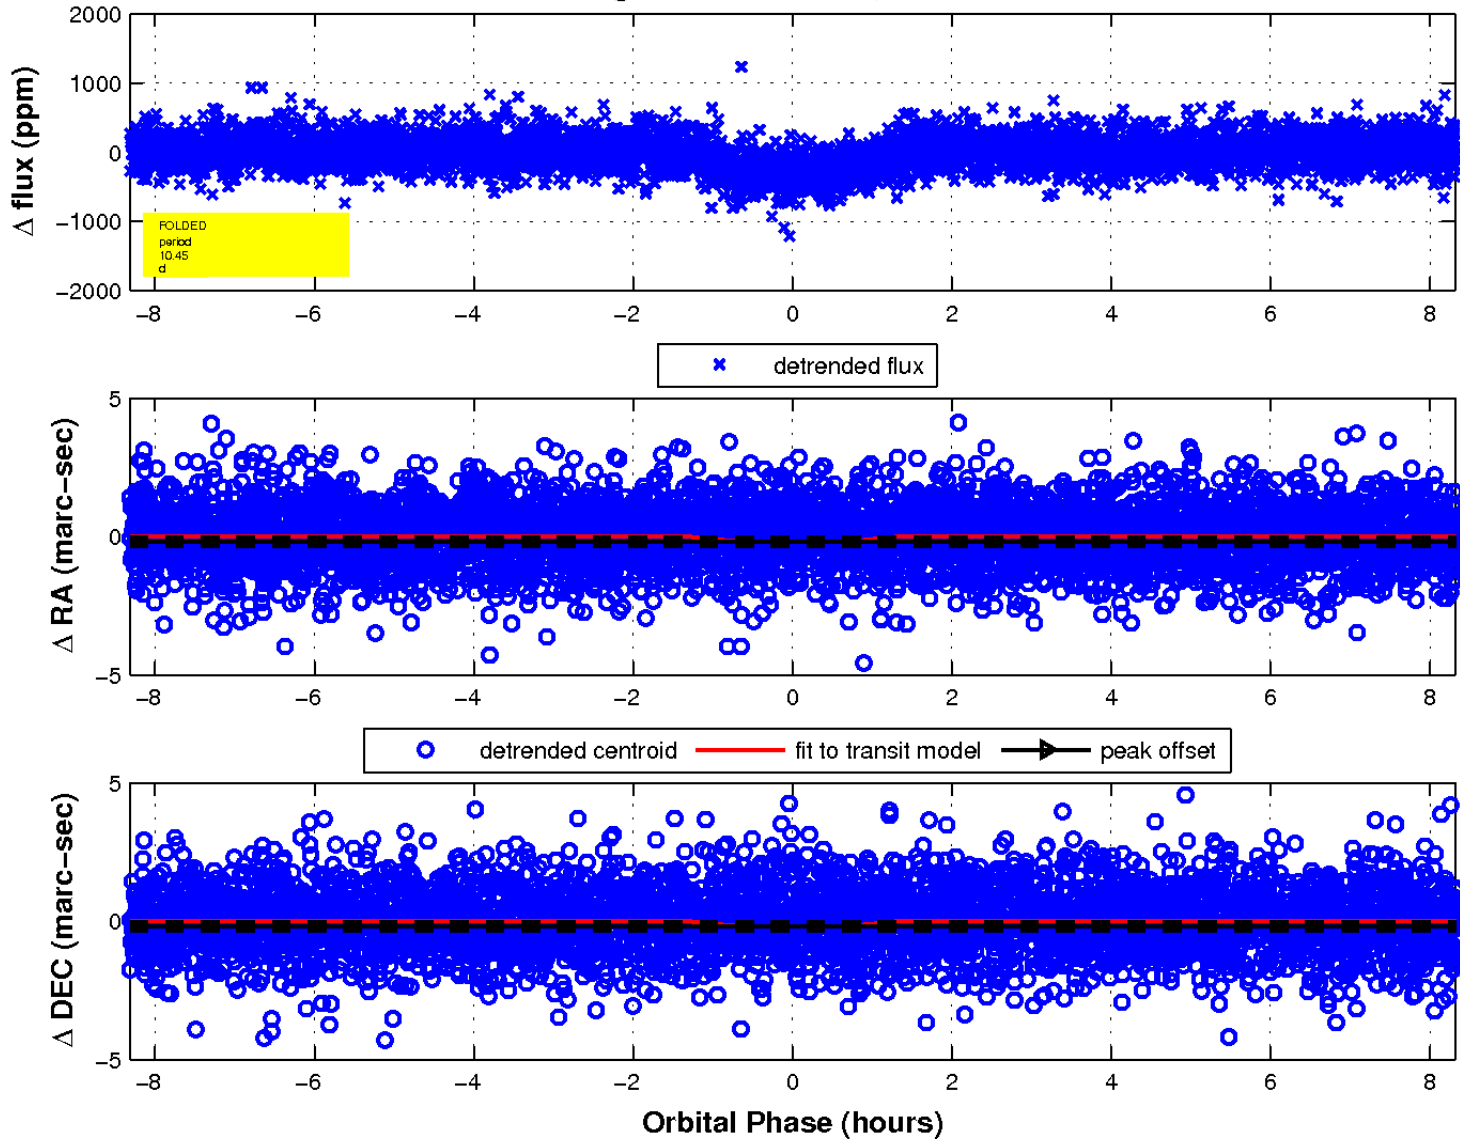 2000
1000
0
−1000
−2000
Δ flux (ppm)
FOLDED
period
10.45
d
−8 −6 −4 −2 0 2 4 6 8
detrended flux
5
0
−5
Δ RA (marc−sec)
−8 −6 −4 −2 0 2 4 6 8
detrended centroid fit to transit model peak offset
5
0
−5
Δ DEC (marc−sec)
−8 −6 −4 −2 0 2 4 6 8
Orbital Phase (hours)